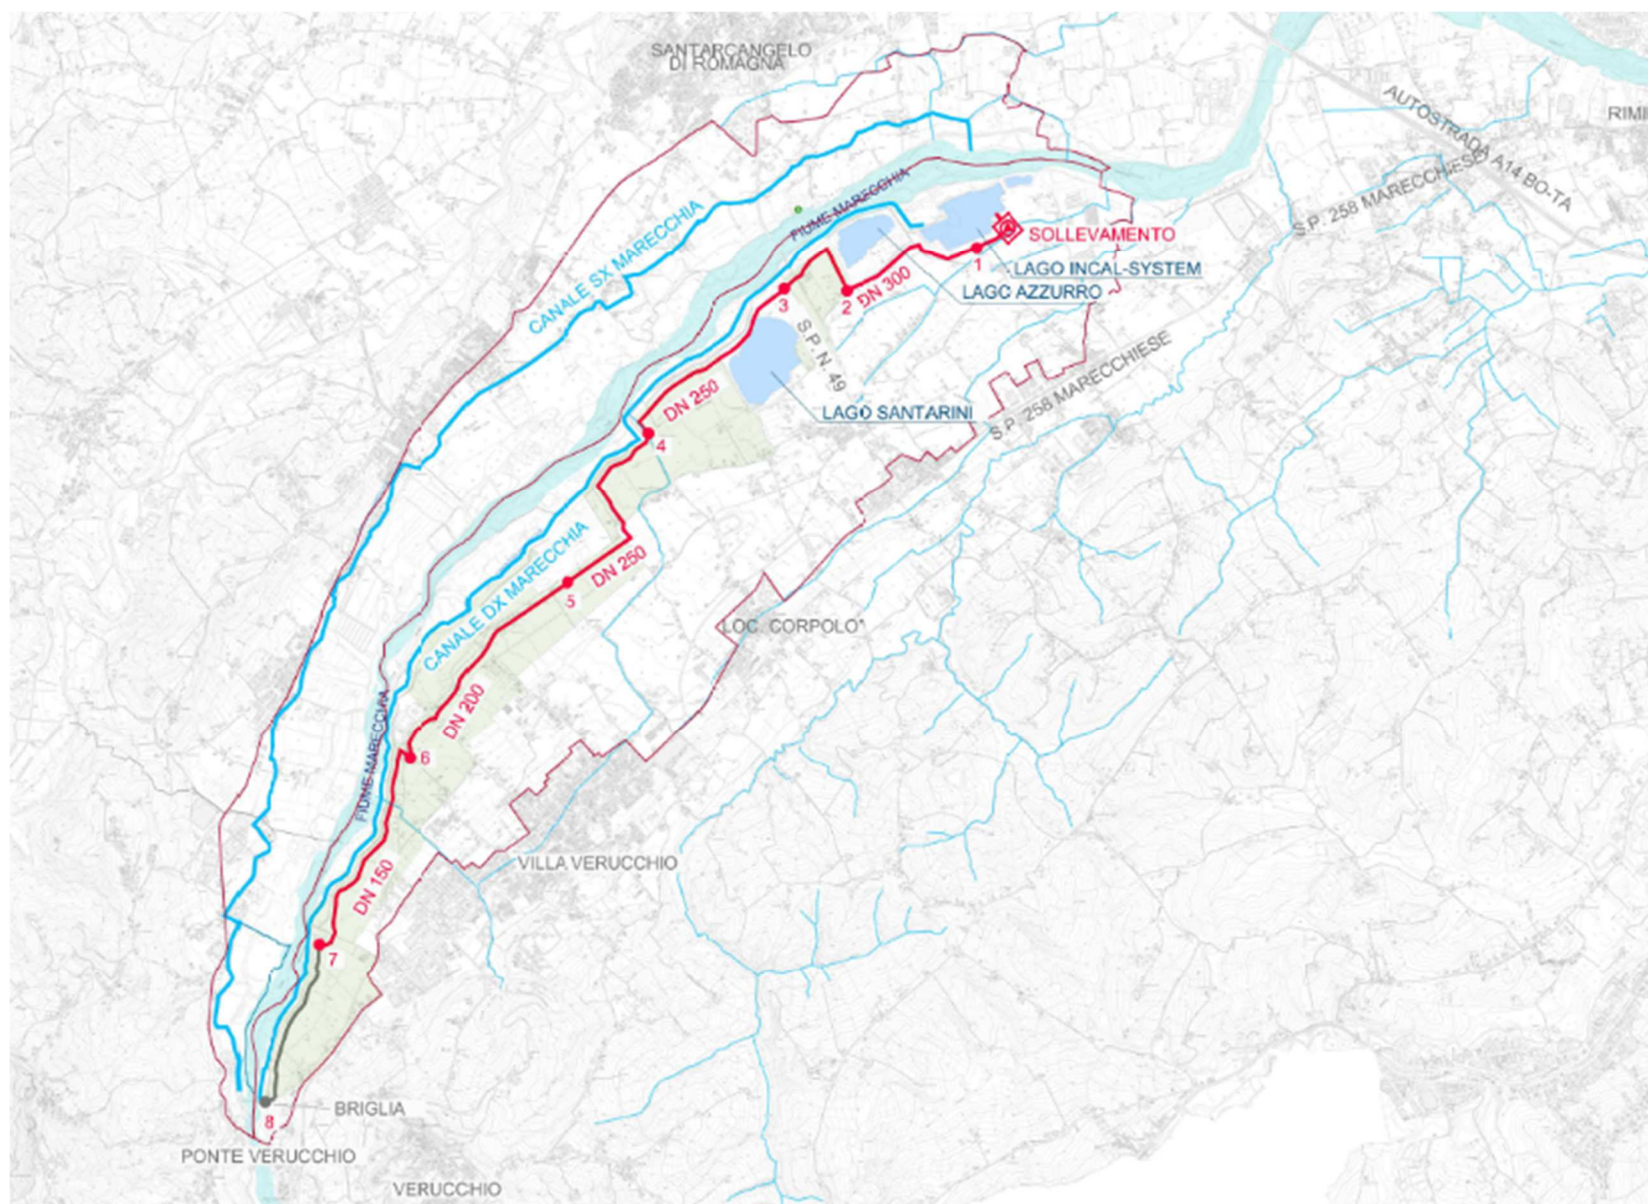 SANTARCANGELO
DI ROMAGNA
AUTOSTRADA A14 BO-TA
S.P. 258 MARECCHIESE
CANALE SX MARECCHIA
FIUME MARECCHIA
SOLLEVAMENTO
1
LAGO INCAL-SYSTEM
LAGO AZZURRO
2
DN 300
3
S.P. N. 49
S.P. 258 MARECCHIESE
DN 250
LAGO SANTARINI
4
CANALE DX MARECCHIA
DN 250
5
LOC. CORPOLO'
DN 200
6
FIUME MARECCHIA
VILLA VERUCCHIO
DN 150
7
BRIGLIA
8
PONTE VERUCCHIO
VERUCCHIO